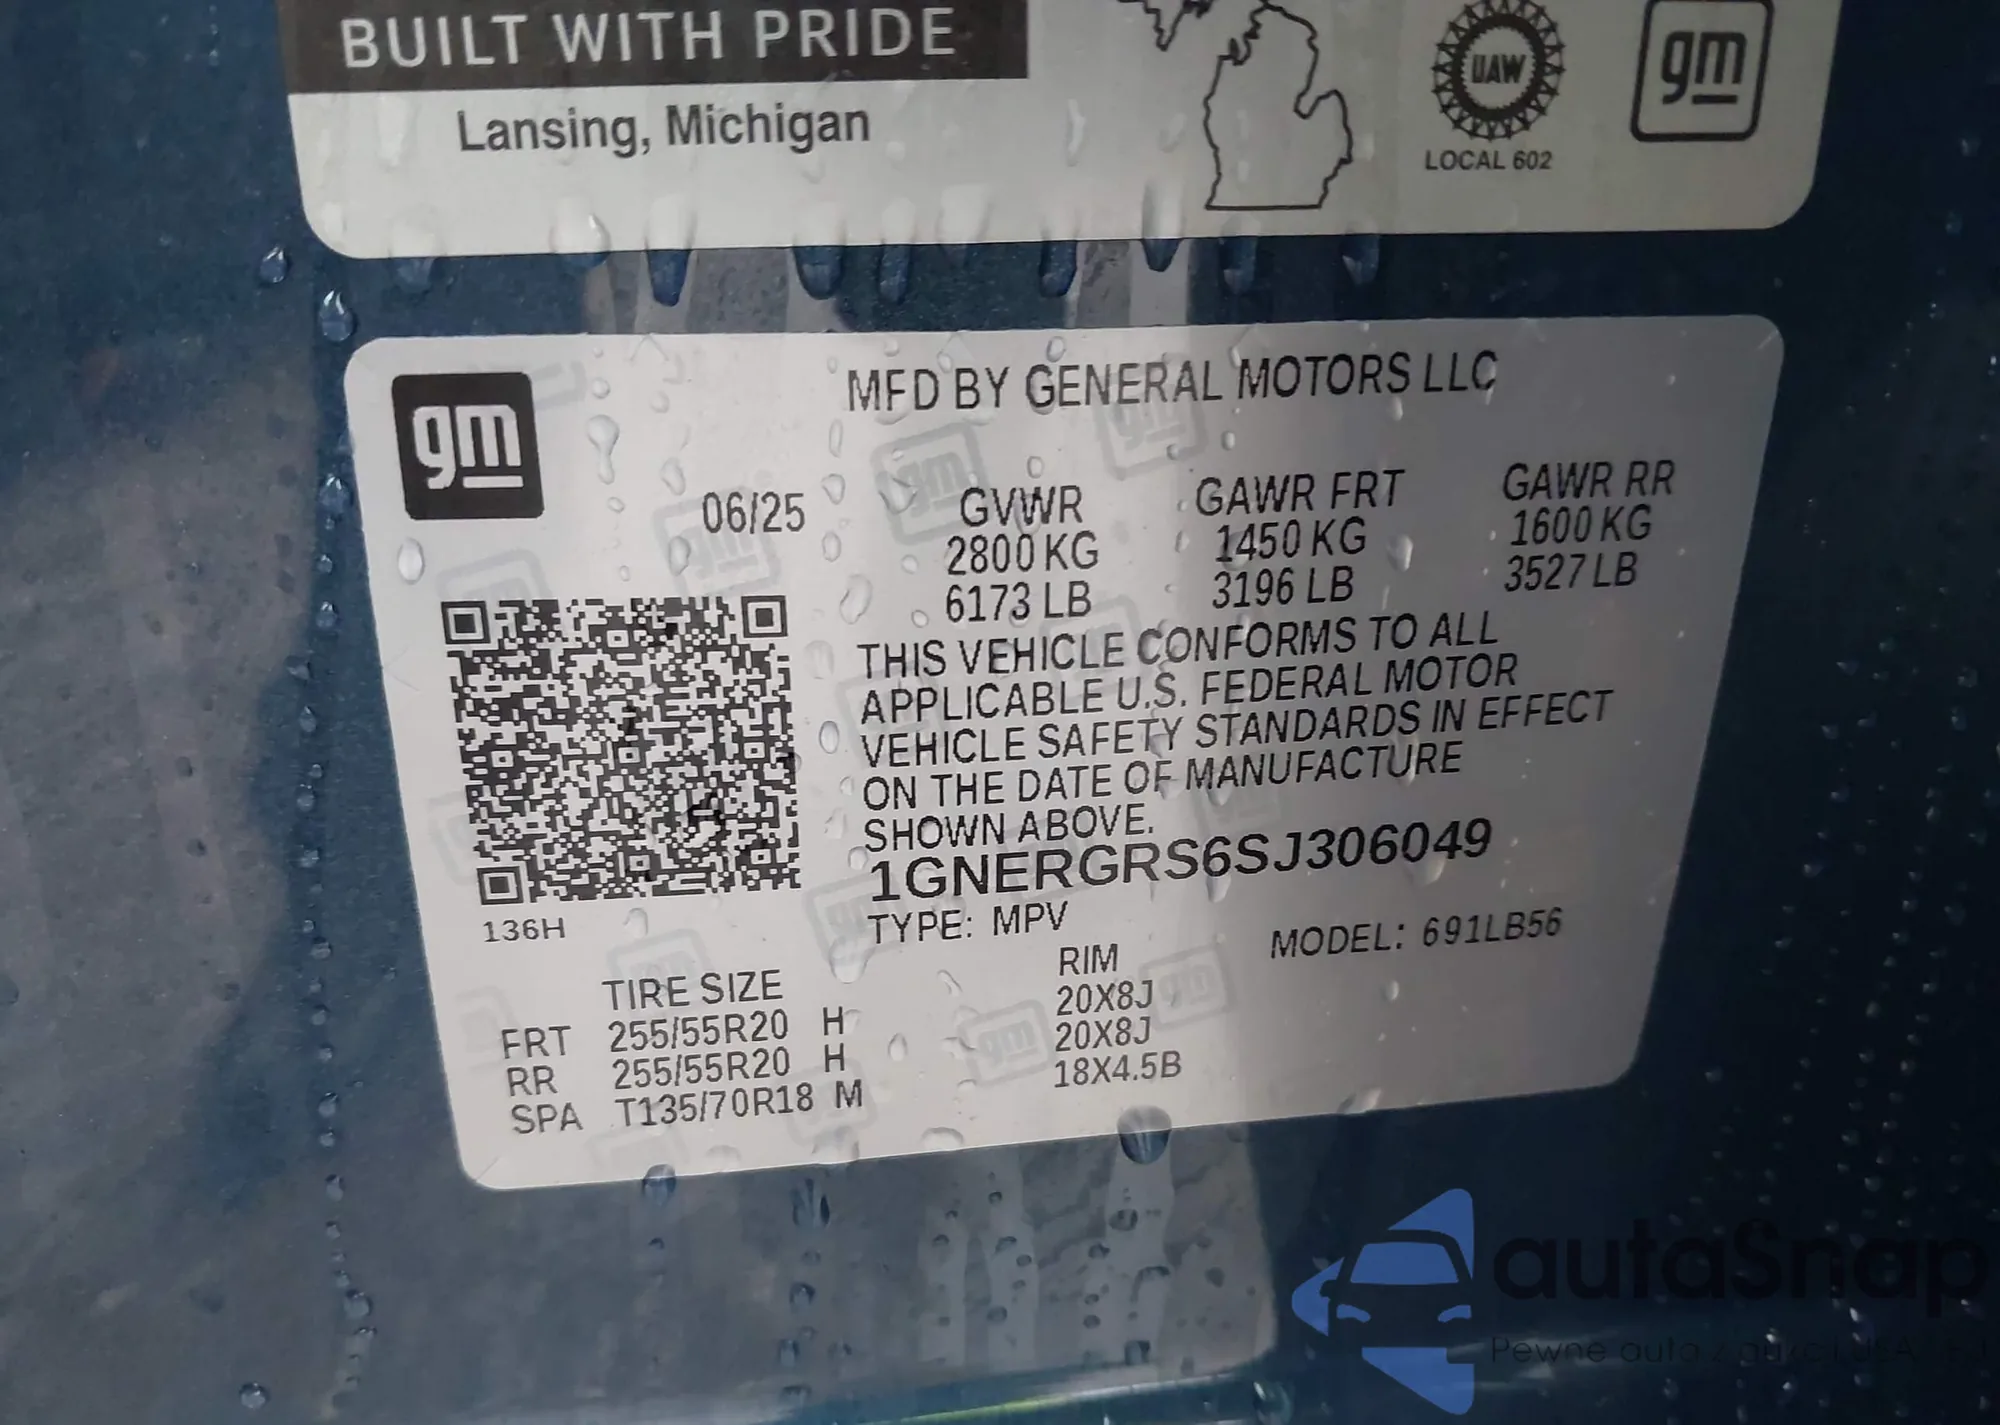 BUILT WITH PRIDE
Lansing, Michigan
UAW
LOCAL 602
gm
gm
MFD BY GENERAL MOTORS LLC
06/25
GVWR GAWR FRT GAWR RR
2800 KG 1450 KG 1600 KG
6173 LB 3196 LB 3527 LB
THIS VEHICLE CONFORMS TO ALL
APPLICABLE U.S. FEDERAL MOTOR
VEHICLE SAFETY STANDARDS IN EFFECT
ON THE DATE OF MANUFACTURE
SHOWN ABOVE.
1GNERGRS6SJ306049
136H
TYPE: MPV MODEL: 691LB56
TIRE SIZE RIM
FRT 255/55R20 H 20X8J
RR 255/55R20 H 20X8J
SPA T135/70R18 M 18X4.5B
autaSnap
Pewne auta z